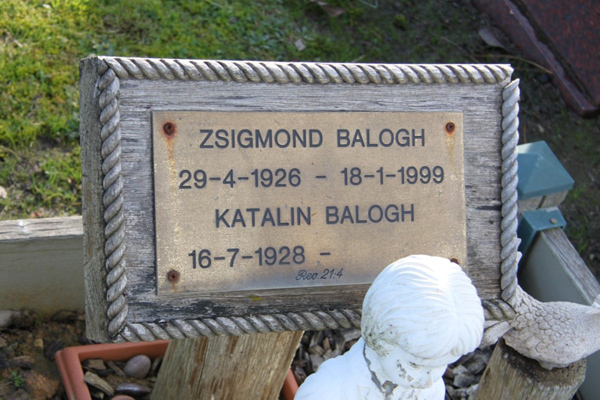 ZSIGMOND BALOGH
29-4-1926 - 18-1-1999
KATALIN BALOGH
16-7-1928 -
Rev. 21:4